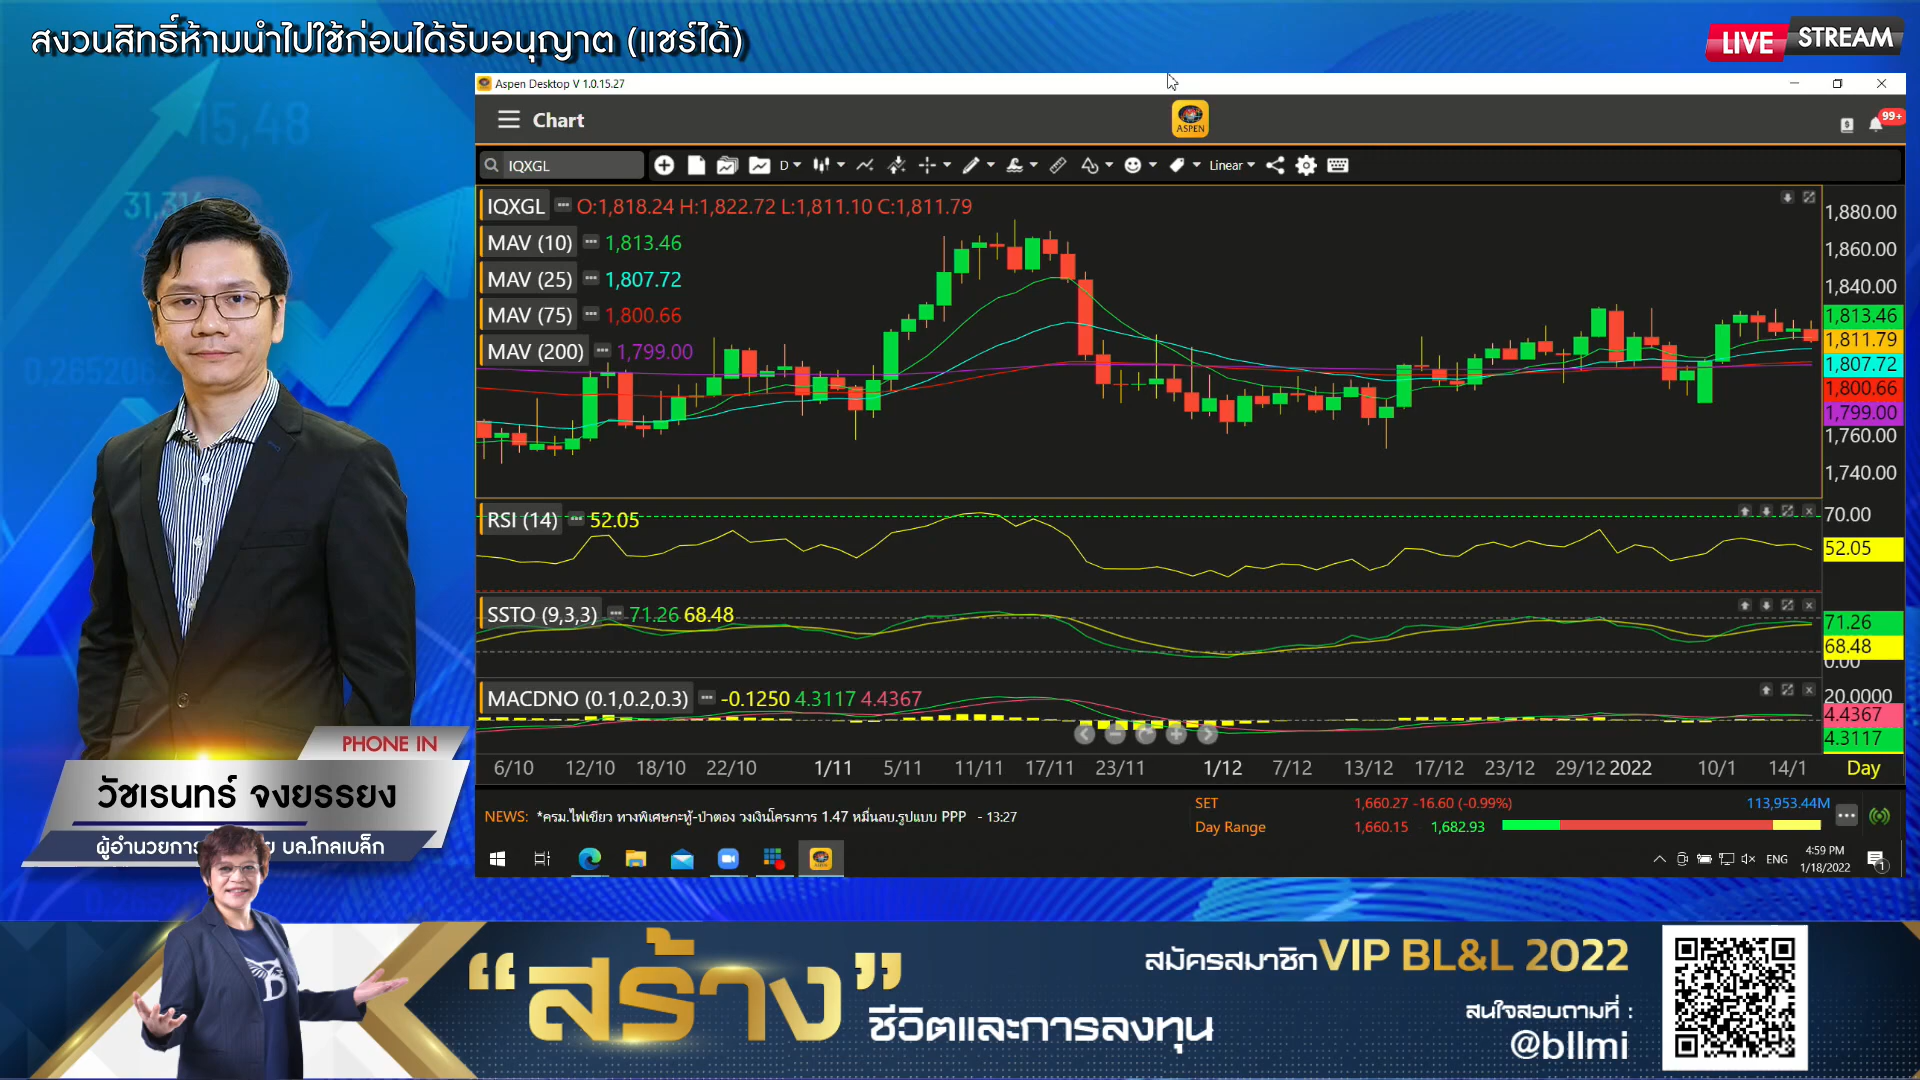 สงวนสิทธิ์ห้ามนำไปใช้ก่อนได้รับอนุญาต (แชร์ได้)
LIVE STREAM
Aspen Desktop V 1.0.15.27
Chart
ASPEN
99+
IQXGL
D
Linear
IQXGL O:1,818.24 H:1,822.72 L:1,811.10 C:1,811.79
MAV (10) 1,813.46
MAV (25) 1,807.72
MAV (75) 1,800.66
MAV (200) 1,799.00
1,880.00
1,860.00
1,840.00
1,813.46
1,811.79
1,807.72
1,800.66
1,799.00
1,760.00
1,740.00
RSI (14) 52.05
70.00
52.05
SSTO (9,3,3) 71.26 68.48
71.26
68.48
0.00
MACDNO (0.1,0.2,0.3) -0.1250 4.3117 4.4367
20.0000
4.4367
4.3117
6/10 12/10 18/10 22/10 1/11 5/11 11/11 17/11 23/11 1/12 7/12 13/12 17/12 23/12 29/12 2022 10/1 14/1 Day
NEWS: *ครม.ไฟเขียว ทางพิเศษกะทู้-ป่าตอง วงเงินโครงการ 1.47 หมื่นลบ.รูปแบบ PPP - 13:27
SET 1,660.27 -16.60 (-0.99%) 113,953.44M
Day Range 1,660.15 1,682.93
ENG
4:59 PM
1/18/2022
1
15,48
PHONE IN
วัชเรนทร์ จงยรรยง
ผู้อำนวยการ บล.โกลเบล็ก
“สร้าง”
ชีวิตและการลงทุน
สมัครสมาชิก VIP BL&L 2022
สนใจสอบถามที่ :
@bllmi